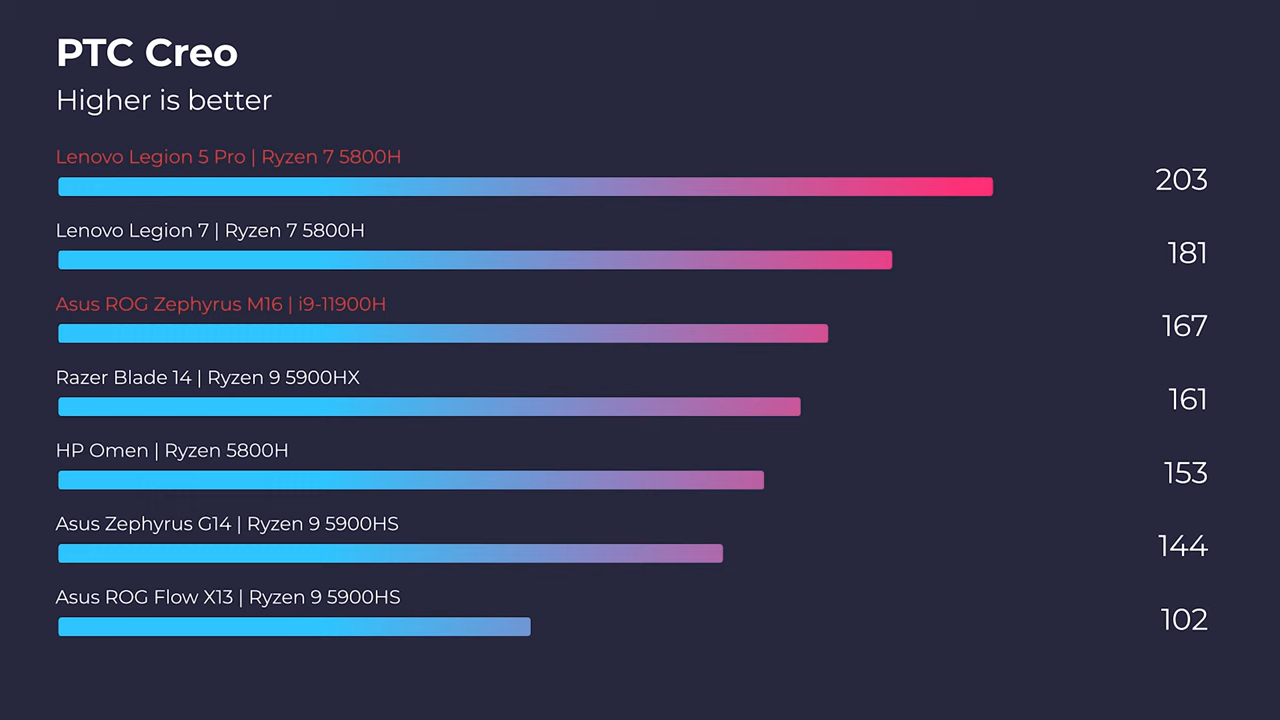 PTC Creo
Higher is better
Lenovo Legion 5 Pro | Ryzen 7 5800H
203
Lenovo Legion 7 | Ryzen 7 5800H
181
Asus ROG Zephyrus M16 | i9-11900H
167
Razer Blade 14 | Ryzen 9 5900HX
161
HP Omen | Ryzen 5800H
153
Asus Zephyrus G14 | Ryzen 9 5900HS
144
Asus ROG Flow X13 | Ryzen 9 5900HS
102